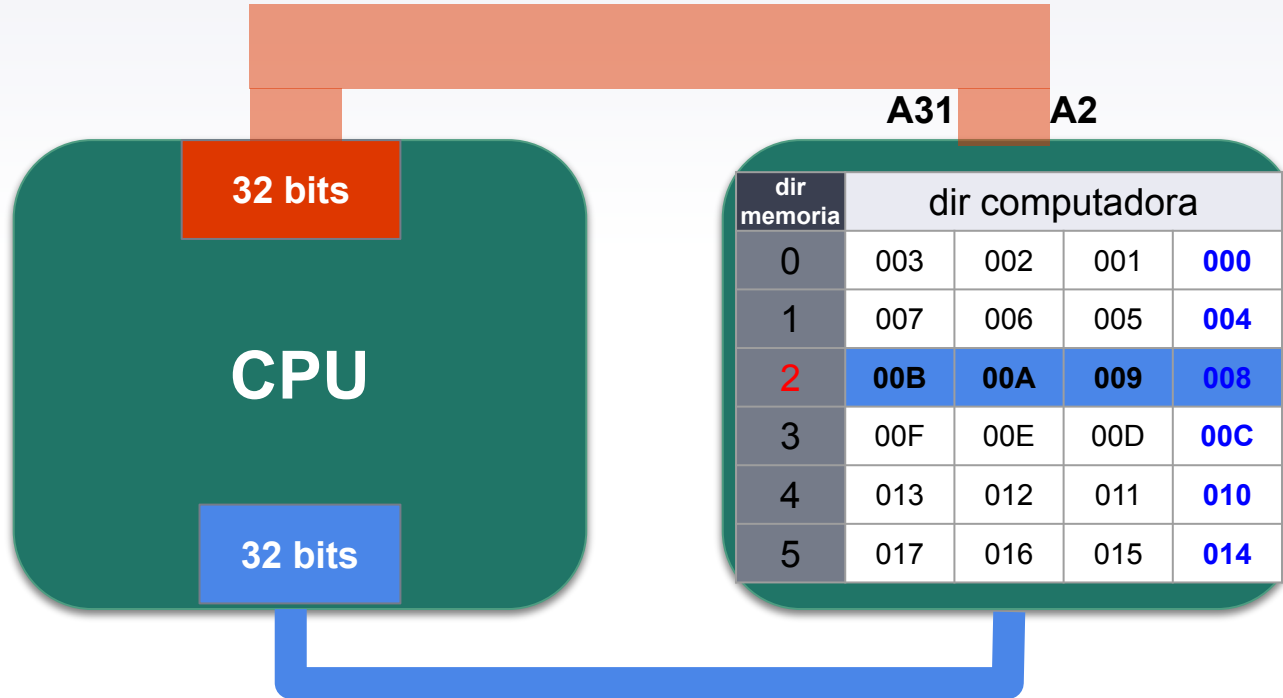 A31 A2
32 bits
dir memoria dir computadora
0 003 002 001 000
1 007 006 005 004
CPU
2 00B 00A 009 008
3 00F 00E 00D 00C
4 013 012 011 010
32 bits
5 017 016 015 014